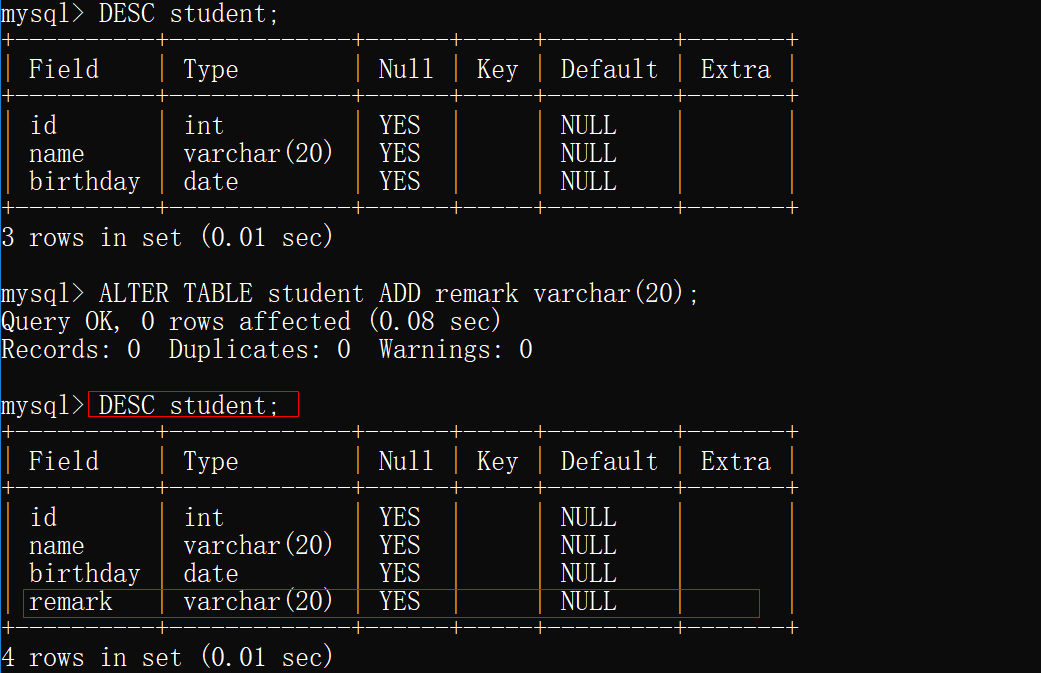 mysql> DESC student;
+----------+-------------+------+-----+---------+-------+
| Field    | Type        | Null | Key | Default | Extra |
+----------+-------------+------+-----+---------+-------+
| id       | int         | YES  |     | NULL    |       |
| name     | varchar(20) | YES  |     | NULL    |       |
| birthday | date        | YES  |     | NULL    |       |
+----------+-------------+------+-----+---------+-------+
3 rows in set (0.01 sec)

mysql> ALTER TABLE student ADD remark varchar(20);
Query OK, 0 rows affected (0.08 sec)
Records: 0  Duplicates: 0  Warnings: 0

mysql> DESC student;
+----------+-------------+------+-----+---------+-------+
| Field    | Type        | Null | Key | Default | Extra |
+----------+-------------+------+-----+---------+-------+
| id       | int         | YES  |     | NULL    |       |
| name     | varchar(20) | YES  |     | NULL    |       |
| birthday | date        | YES  |     | NULL    |       |
| remark   | varchar(20) | YES  |     | NULL    |       |
+----------+-------------+------+-----+---------+-------+
4 rows in set (0.01 sec)